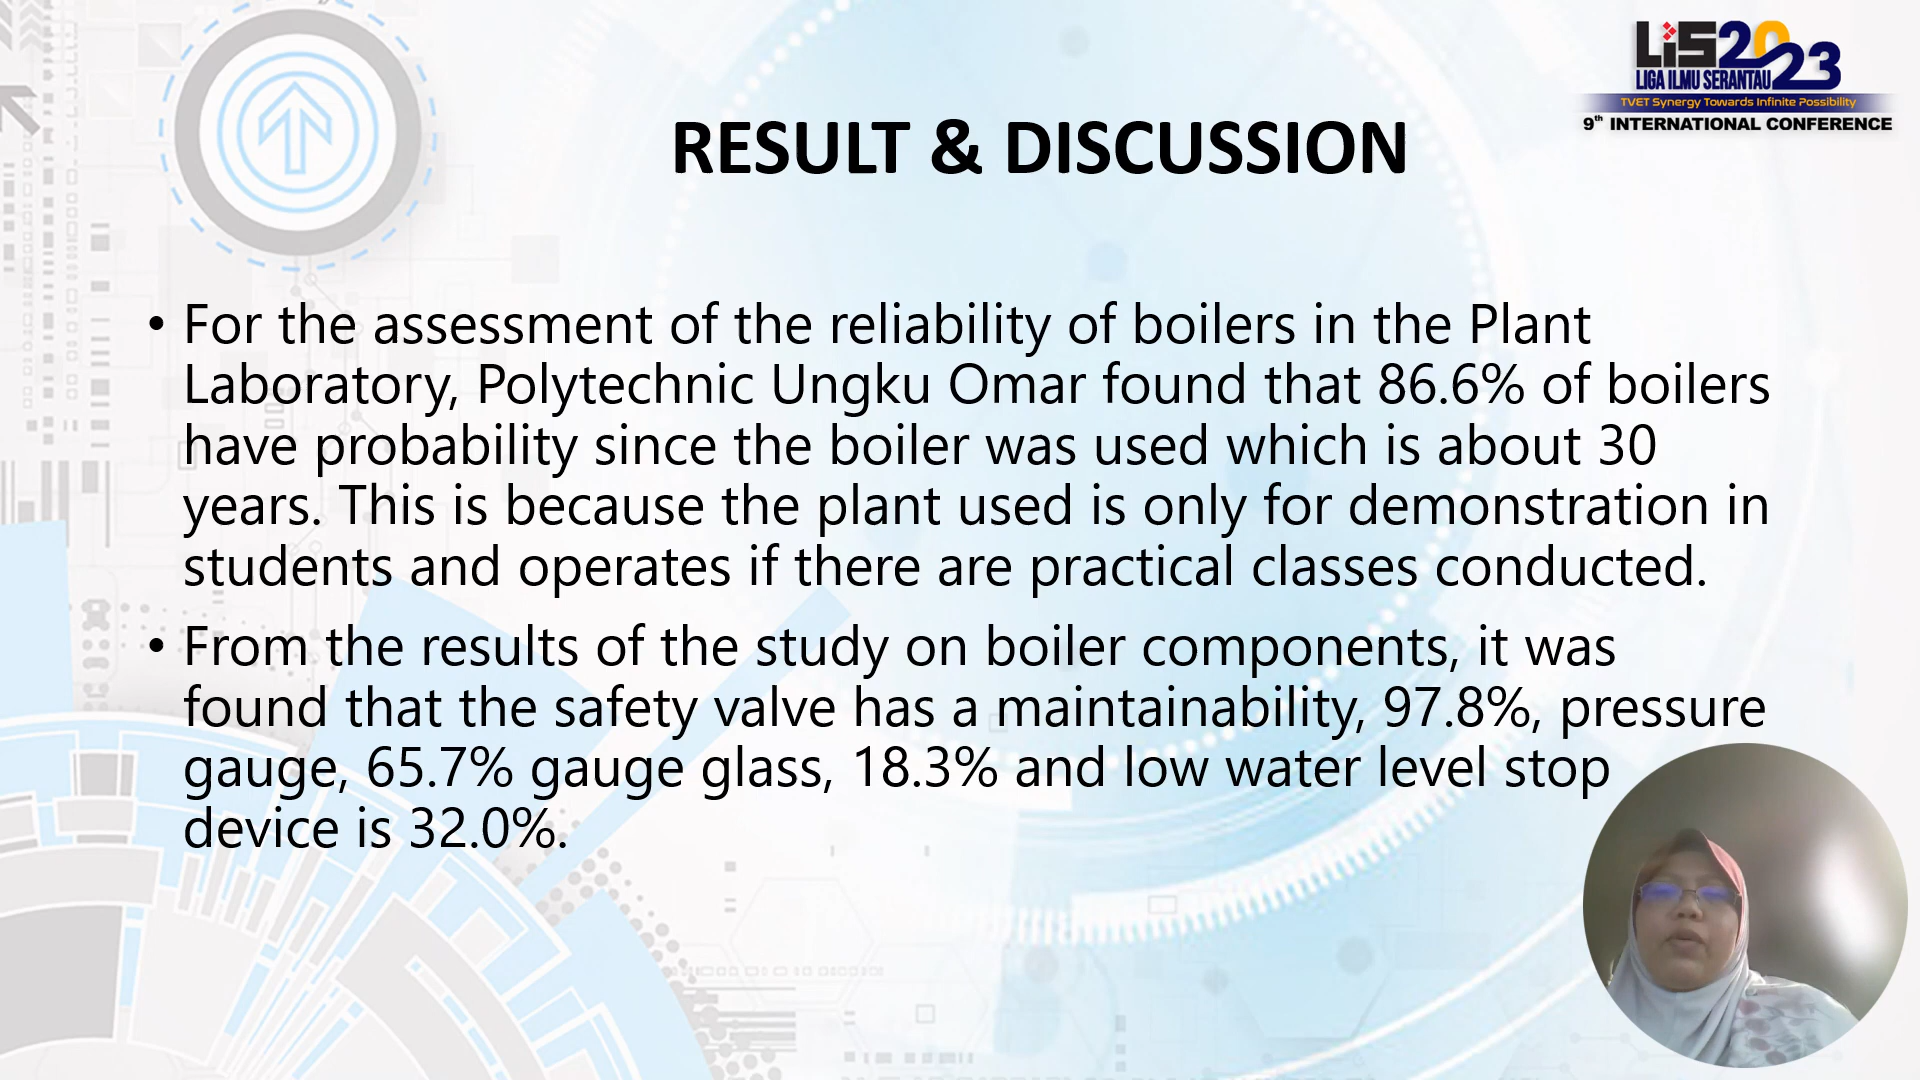 LiS2023
LIGA ILMU SERANTAU
TVET Synergy Towards Infinite Possibility
9th INTERNATIONAL CONFERENCE
RESULT & DISCUSSION
• For the assessment of the reliability of boilers in the Plant
Laboratory, Polytechnic Ungku Omar found that 86.6% of boilers
have probability since the boiler was used which is about 30
years. This is because the plant used is only for demonstration in
students and operates if there are practical classes conducted.
• From the results of the study on boiler components, it was
found that the safety valve has a maintainability, 97.8%, pressure
gauge, 65.7% gauge glass, 18.3% and low water level stop
device is 32.0%.